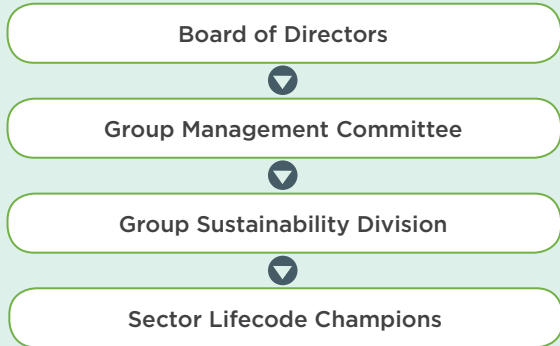 Board of Directors
Group Management Committee
Group Sustainability Division
Sector Lifecode Champions